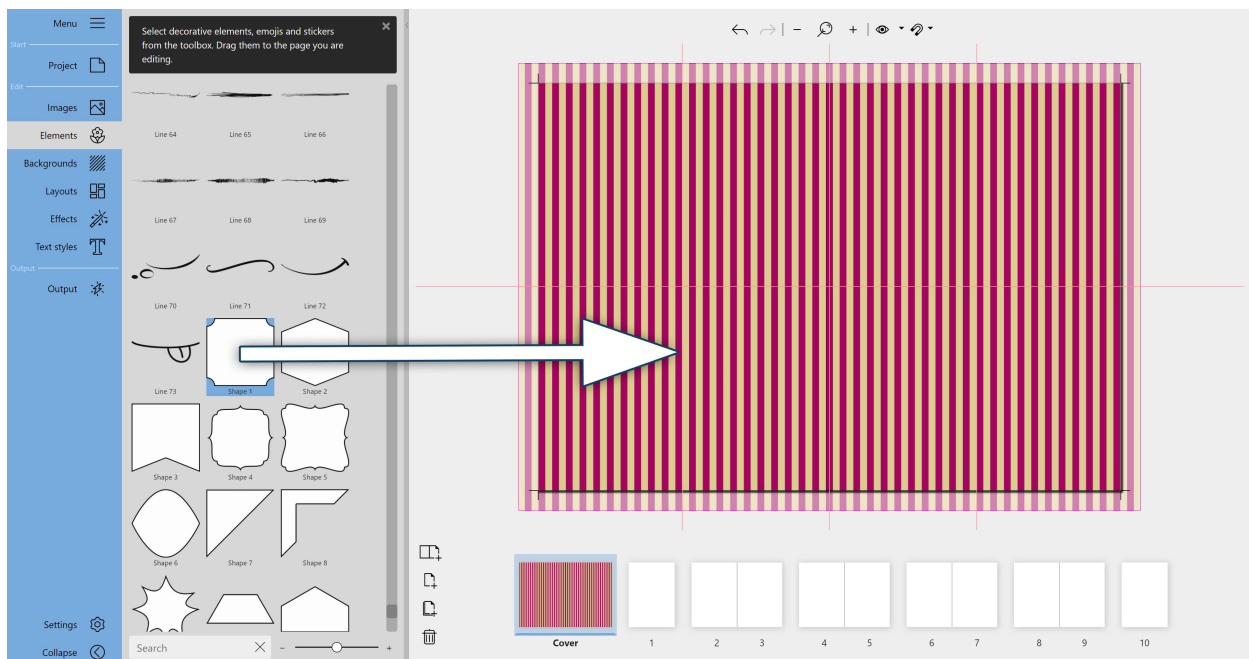 Menu
Start
Project
Edit
Images
Elements
Backgrounds
Layouts
Effects
Text styles
Output
Output
Settings
Collapse
Select decorative elements, emojis and stickers
from the toolbox. Drag them to the page you are
editing.
Line 64 Line 65 Line 66
Line 67 Line 68 Line 69
Line 70 Line 71 Line 72
Line 73 Shape 1 Shape 2
Shape 3 Shape 4 Shape 5
Shape 6 Shape 7 Shape 8
Search
Cover 1 2 3 4 5 6 7 8 9 10